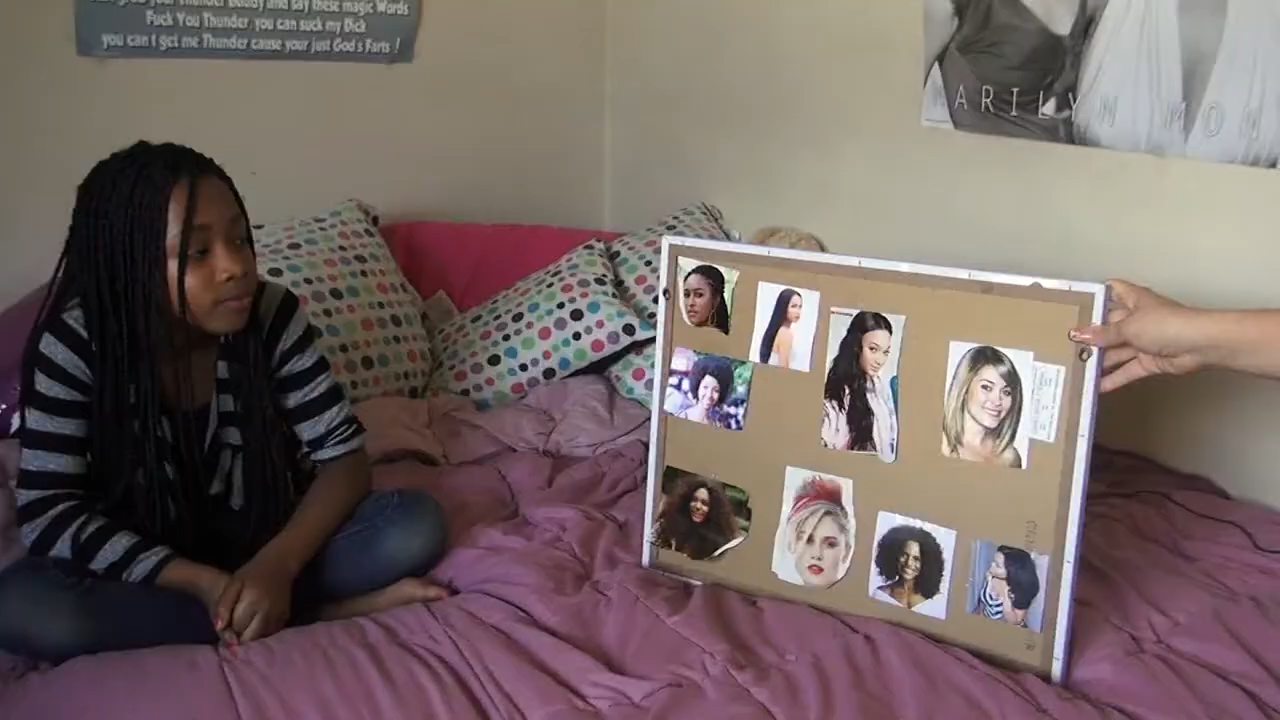 your Thunder Buddy and say these magic Words
Fuck You Thunder, you can suck my Dick
you can't get me Thunder cause your just God's Farts !
MARILYN MON